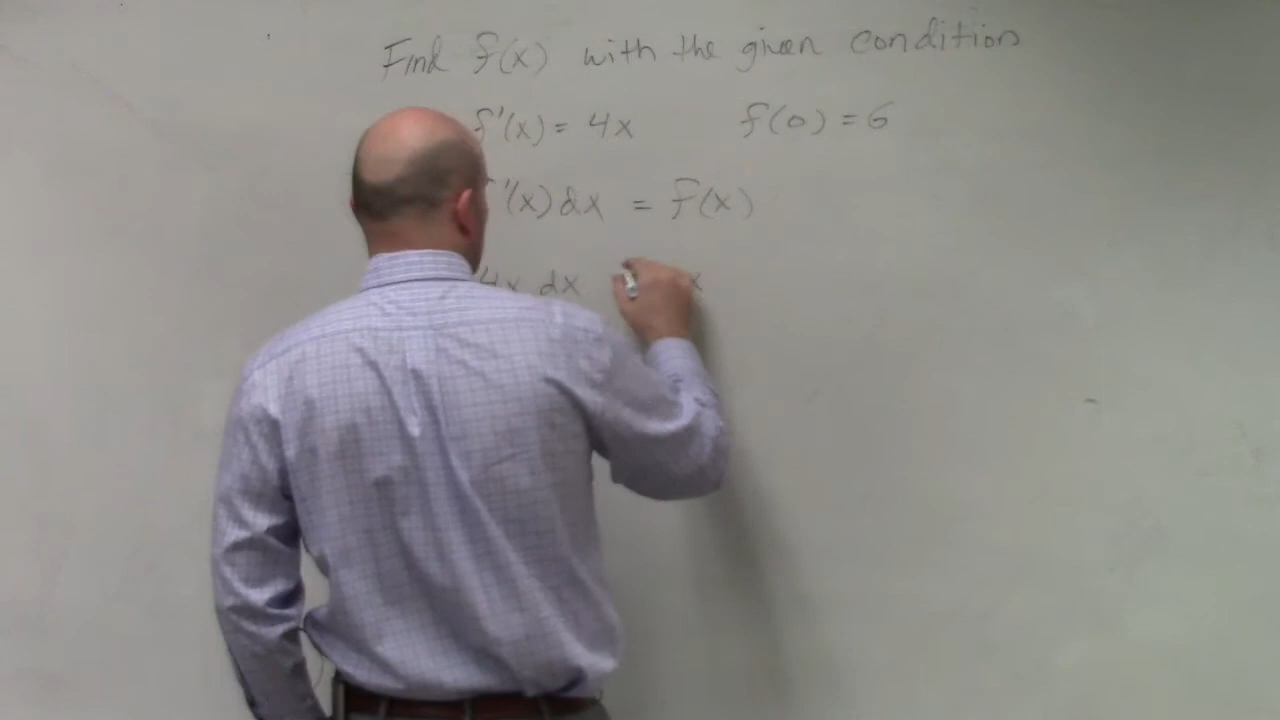 Find f(x) with the given condition
f'(x) = 4x f(0) = 6
'(x) dx = f(x)
4x dx x